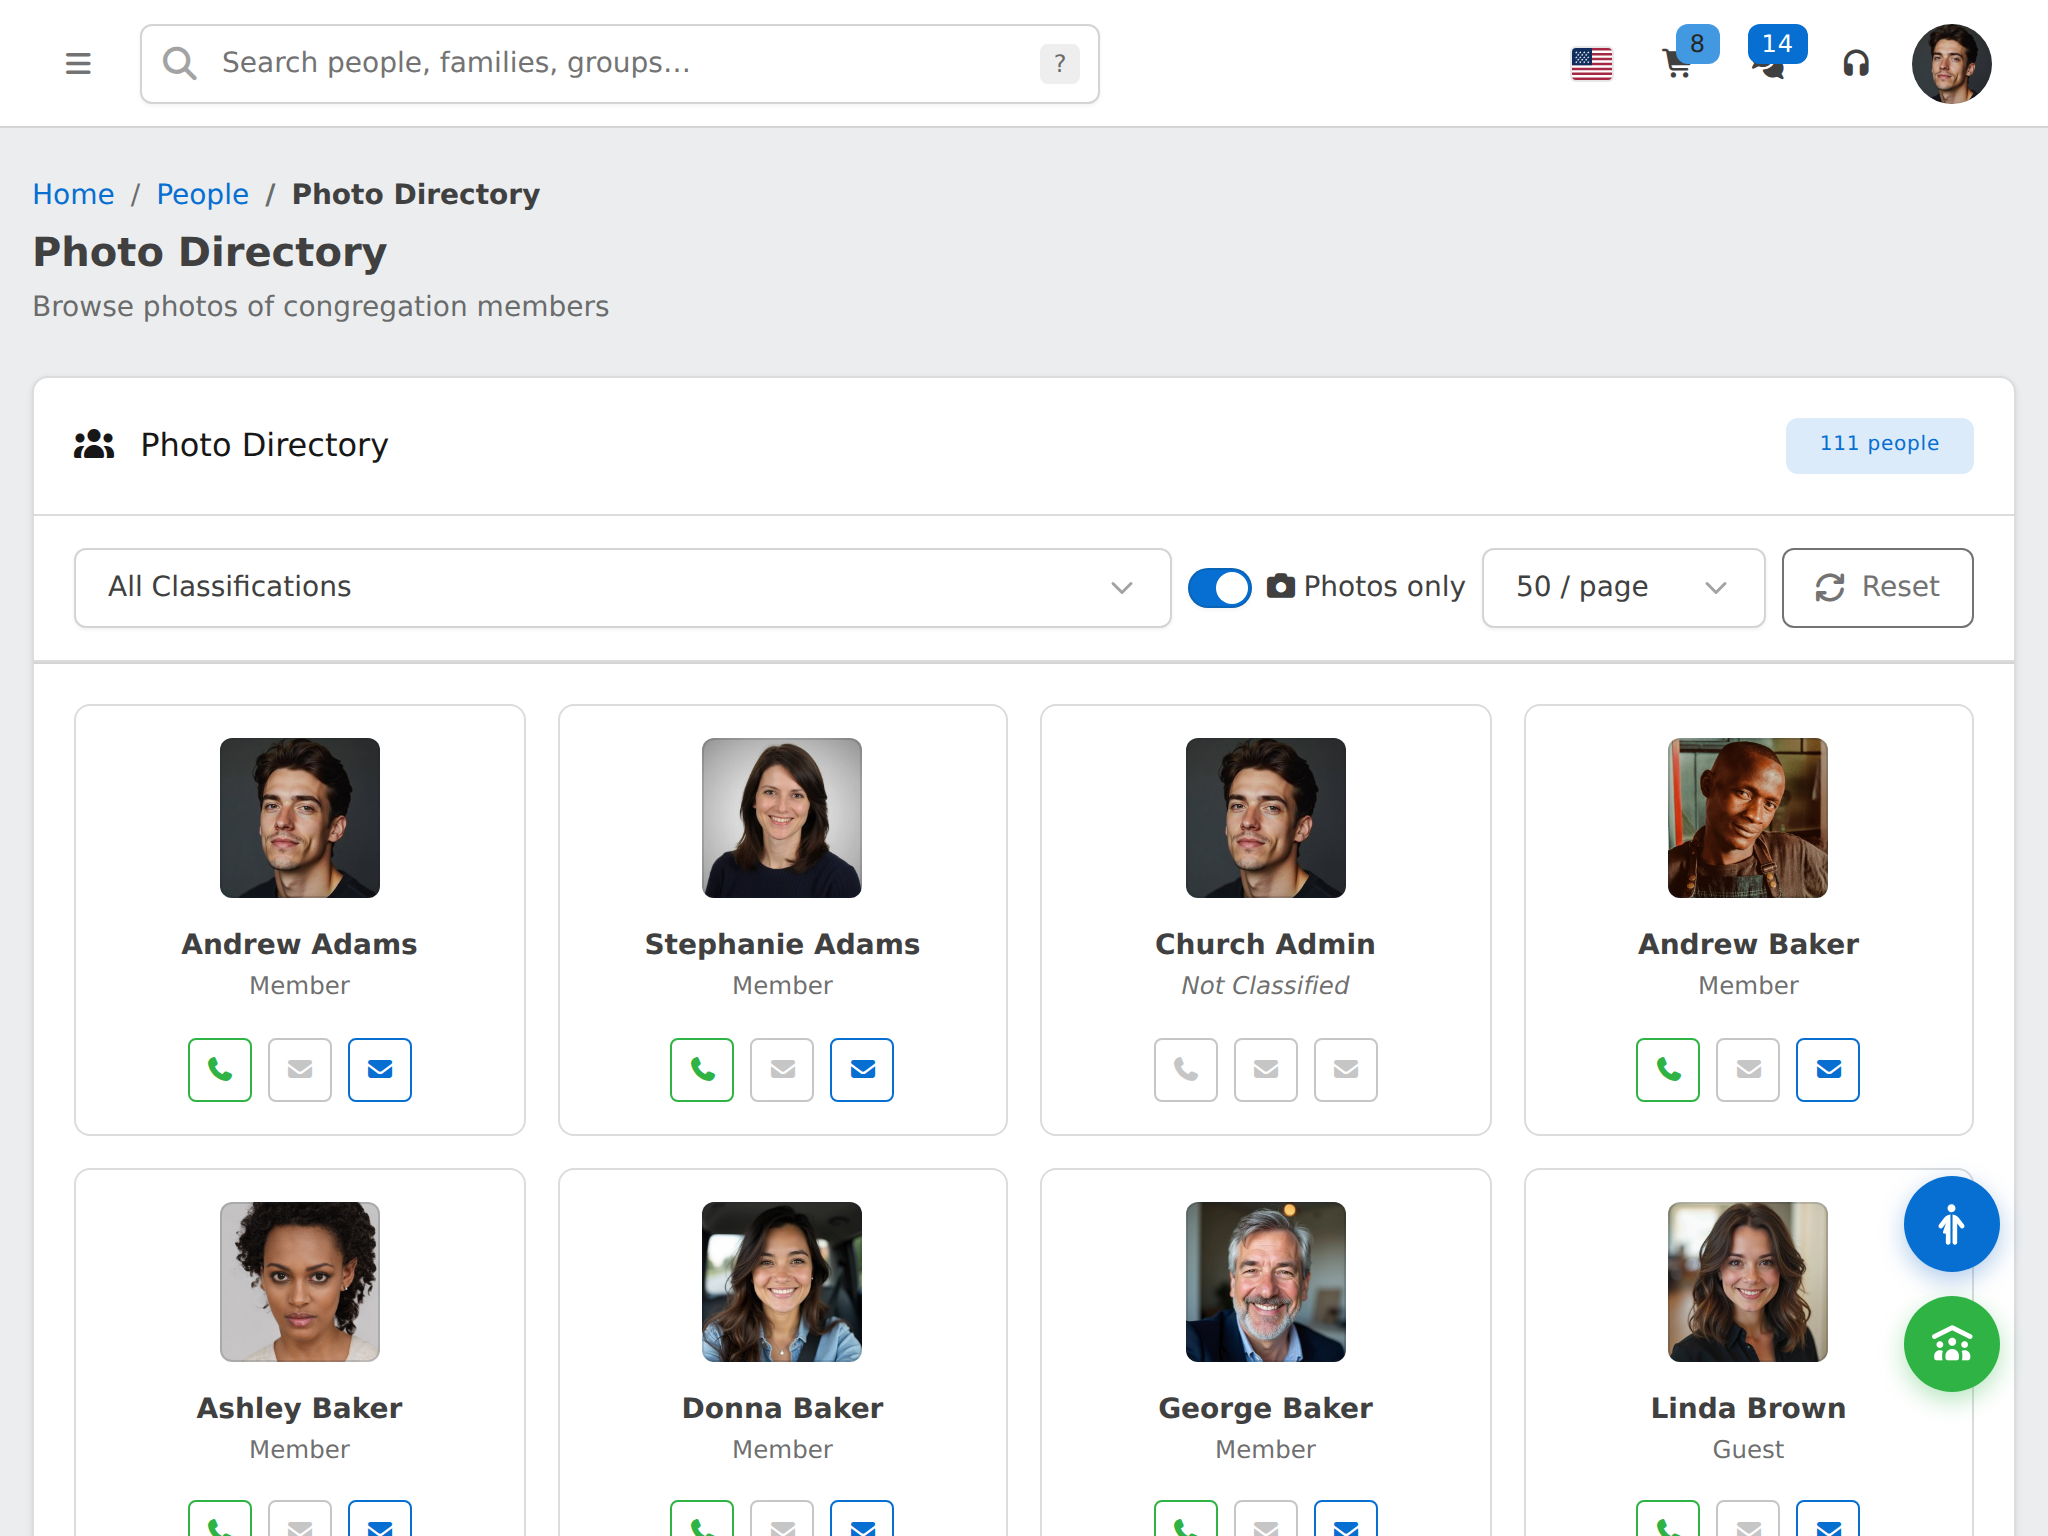 Search people, families, groups...
?
8
14
Home / People / Photo Directory
Photo Directory
Browse photos of congregation members
Photo Directory
111 people
All Classifications
Photos only
50 / page
Reset
Andrew Adams
Member
Stephanie Adams
Member
Church Admin
Not Classified
Andrew Baker
Member
Ashley Baker
Member
Donna Baker
Member
George Baker
Member
Linda Brown
Guest